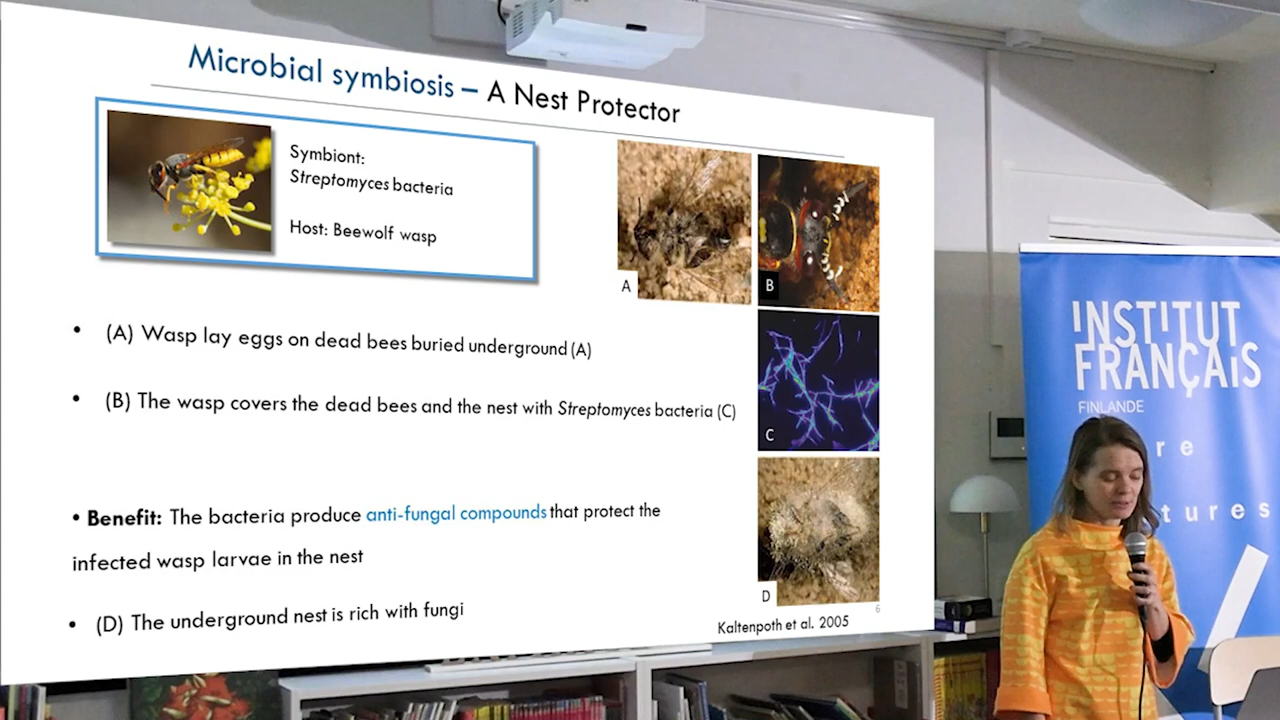 Microbial symbiosis – A Nest Protector
Symbiont:
Streptomyces bacteria
Host: Beewolf wasp
A
B
C
D
• (A) Wasp lay eggs on dead bees buried underground (A)
• (B) The wasp covers the dead bees and the nest with Streptomyces bacteria (C)
• Benefit: The bacteria produce anti-fungal compounds that protect the
infected wasp larvae in the nest
• (D) The underground nest is rich with fungi
6
Kaltenpoth et al. 2005
INSTITUT
FRANÇAIS
FINLANDE
re
tures